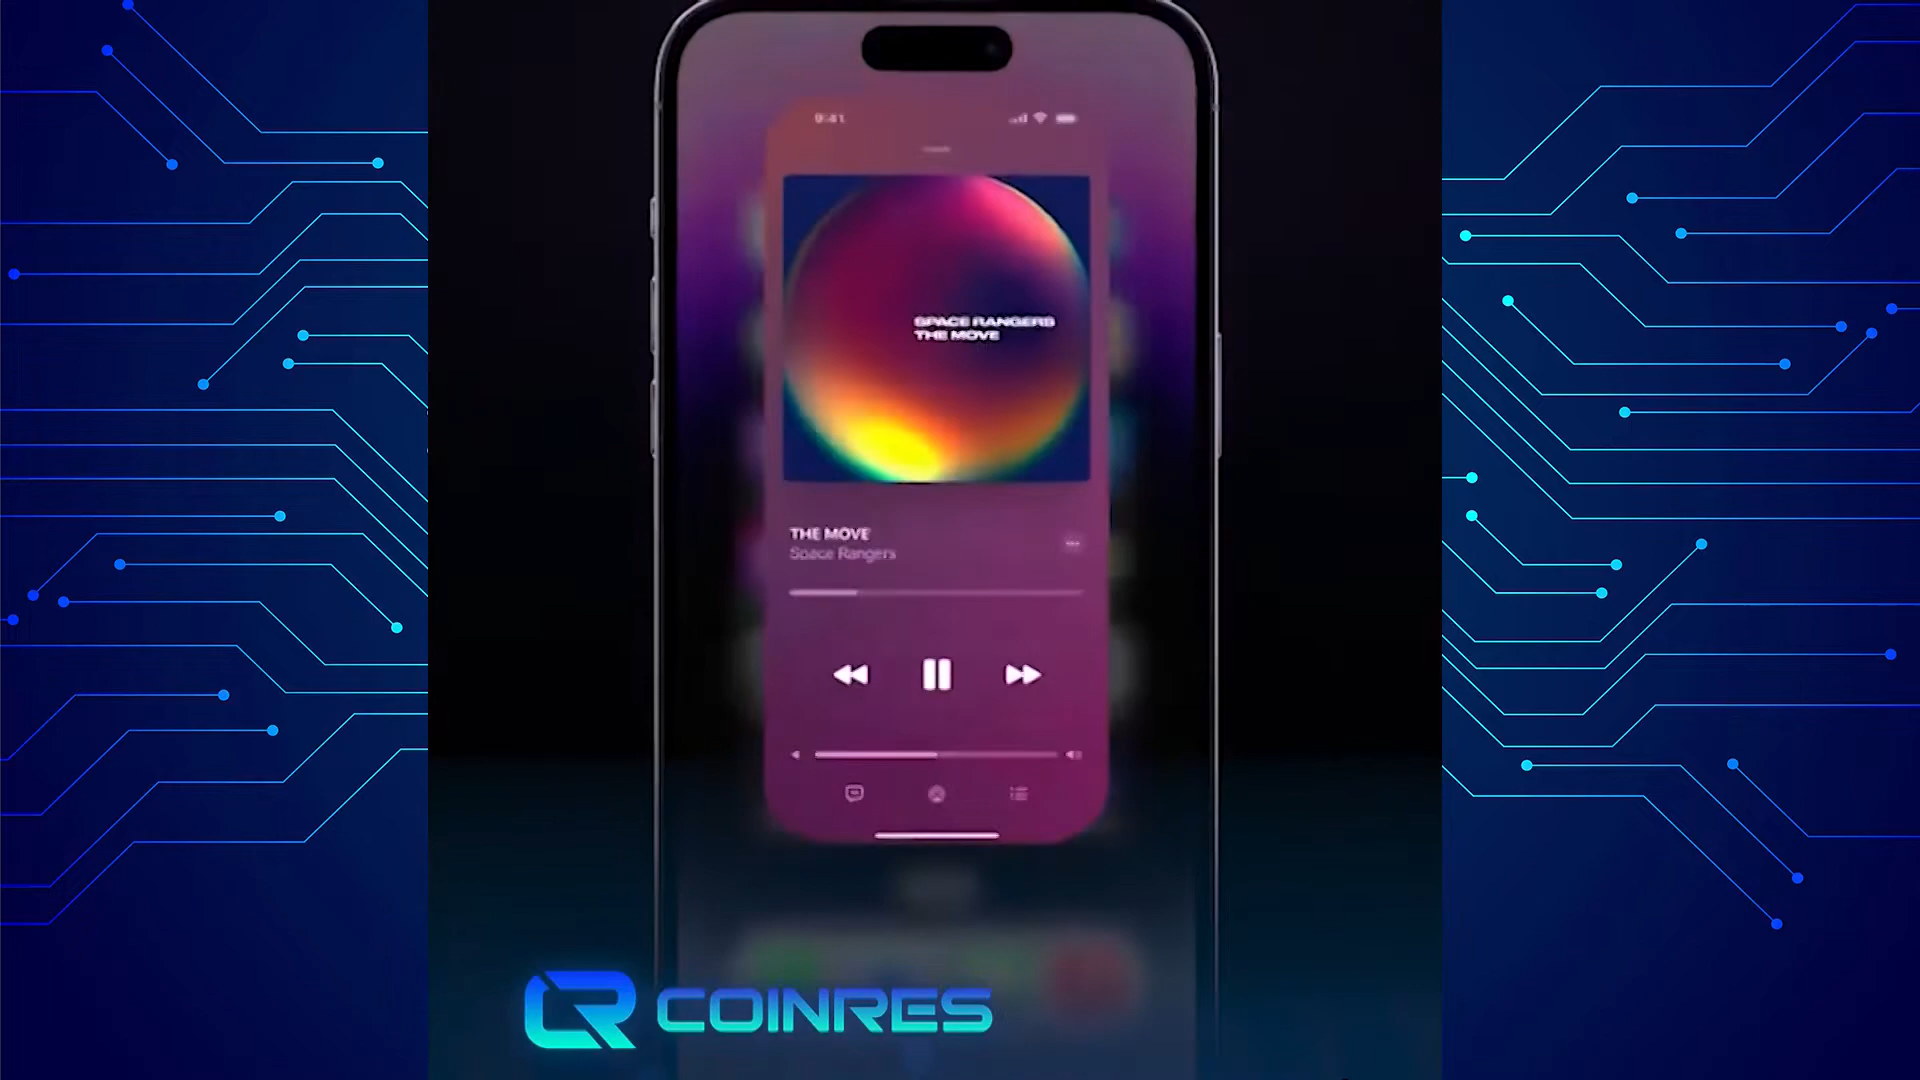 9:41
SPACE RANGERS
THE MOVE
THE MOVE
Space Rangers
COINRES